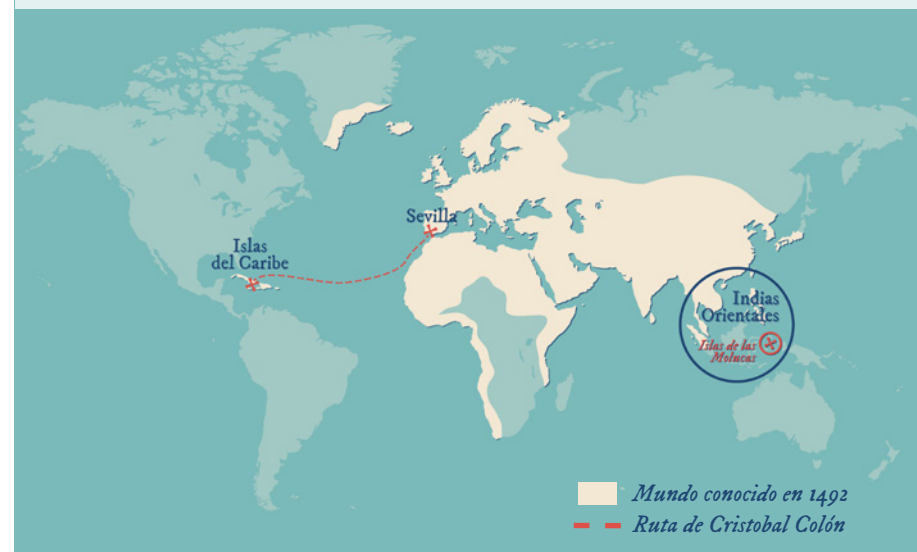 Sevilla
Islas
del Caribe
Indias
Orientales
Islas de las
Molucas
Mundo conocido en 1492
Ruta de Cristobal Colón